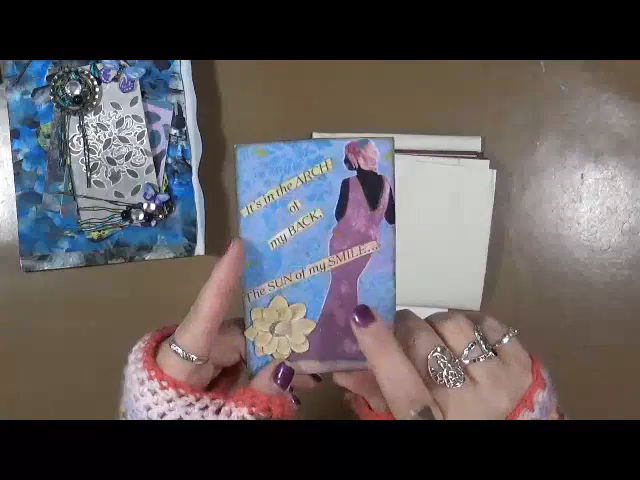 It's in the ARCH
of
my BACK,
The SUN of my SMILE...